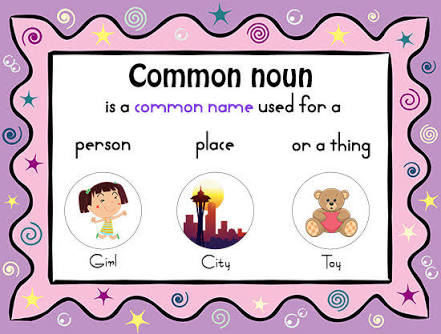 Common noun
is a common name used for a
person place or a thing
Girl City Toy